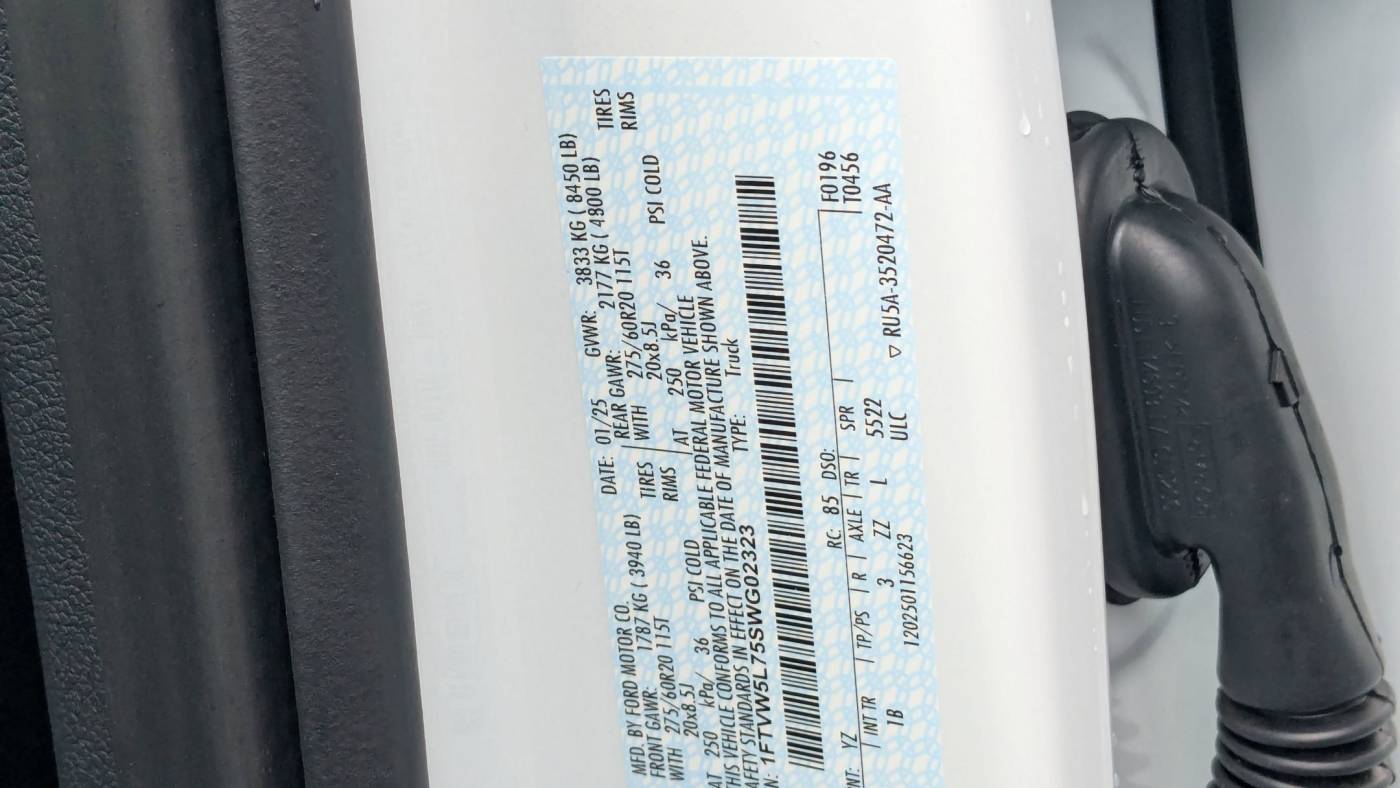 MFD. BY FORD MOTOR CO. DATE: 01/25 GVWR: 3833 KG ( 8450 LB)
FRONT GAWR: 1787 KG ( 3940 LB) REAR GAWR: 2177 KG ( 4800 LB)
WITH 275/60R20 115T TIRES WITH 275/60R20 115T TIRES
20x8.5J RIMS 20x8.5J RIMS
AT 250 kPa/ 36 PSI COLD AT 250 kPa/ 36 PSI COLD
THIS VEHICLE CONFORMS TO ALL APPLICABLE FEDERAL MOTOR VEHICLE
AFETY STANDARDS IN EFFECT ON THE DATE OF MANUFACTURE SHOWN ABOVE.
N: 1FTVW5L75SWG02323 TYPE: Truck
NT: YZ RC: 85 DSO: F0196
INT TR TP/PS R AXLE TR SPR T0456
1B 3 ZZ L 5522
1202501156623 ULC ▽ RU5A-3520472-AA